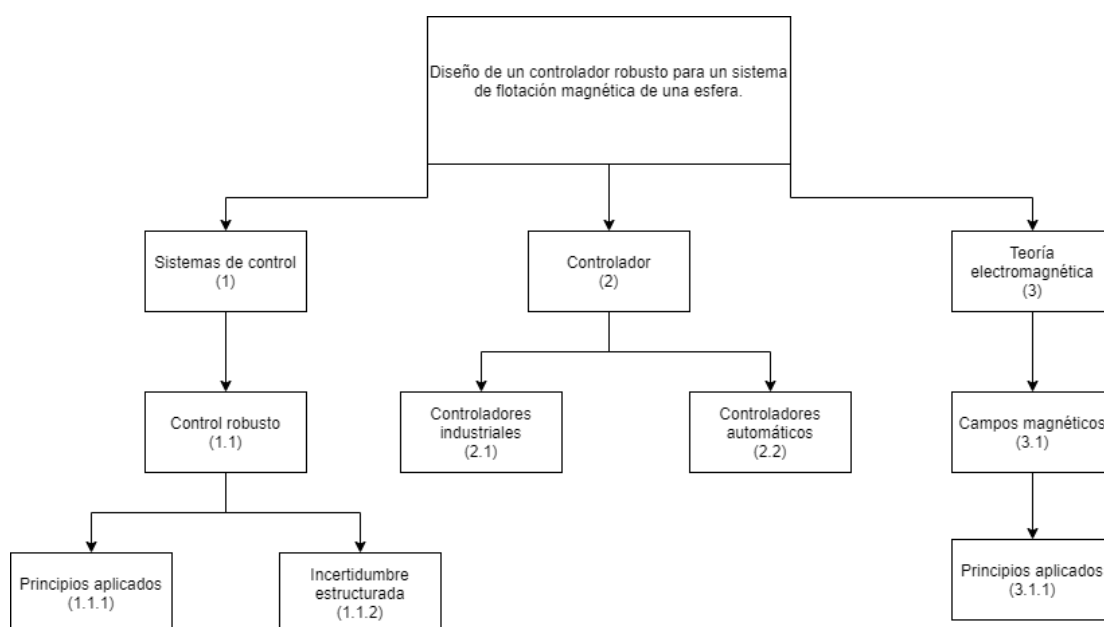 Diseño de un controlador robusto para un sistema
de flotación magnética de una esfera.
Sistemas de control
(1)
Controlador
(2)
Teoría
electromagnética
(3)
Control robusto
(1.1)
Controladores
industriales
(2.1)
Controladores
automáticos
(2.2)
Campos magnéticos
(3.1)
Principios aplicados
(1.1.1)
Incertidumbre
estructurada
(1.1.2)
Principios aplicados
(3.1.1)